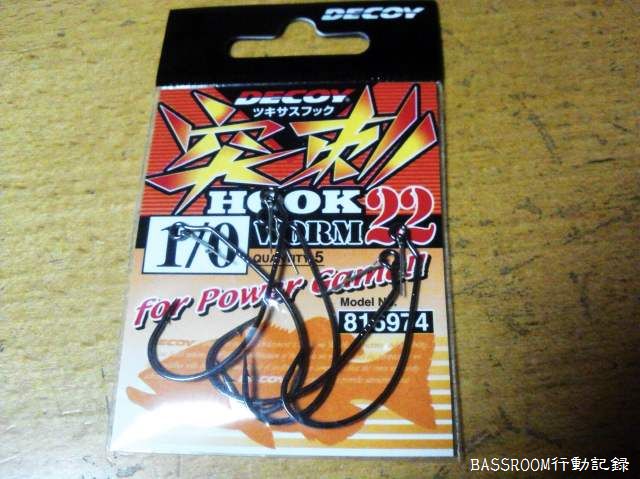 DECOY
DECOY
ツキサスフック
突刺
HOOK
1/0
WORM 22
QUANTITY 5
for Power Game!!
Model No.
DECOY
BASSROOM行動記録